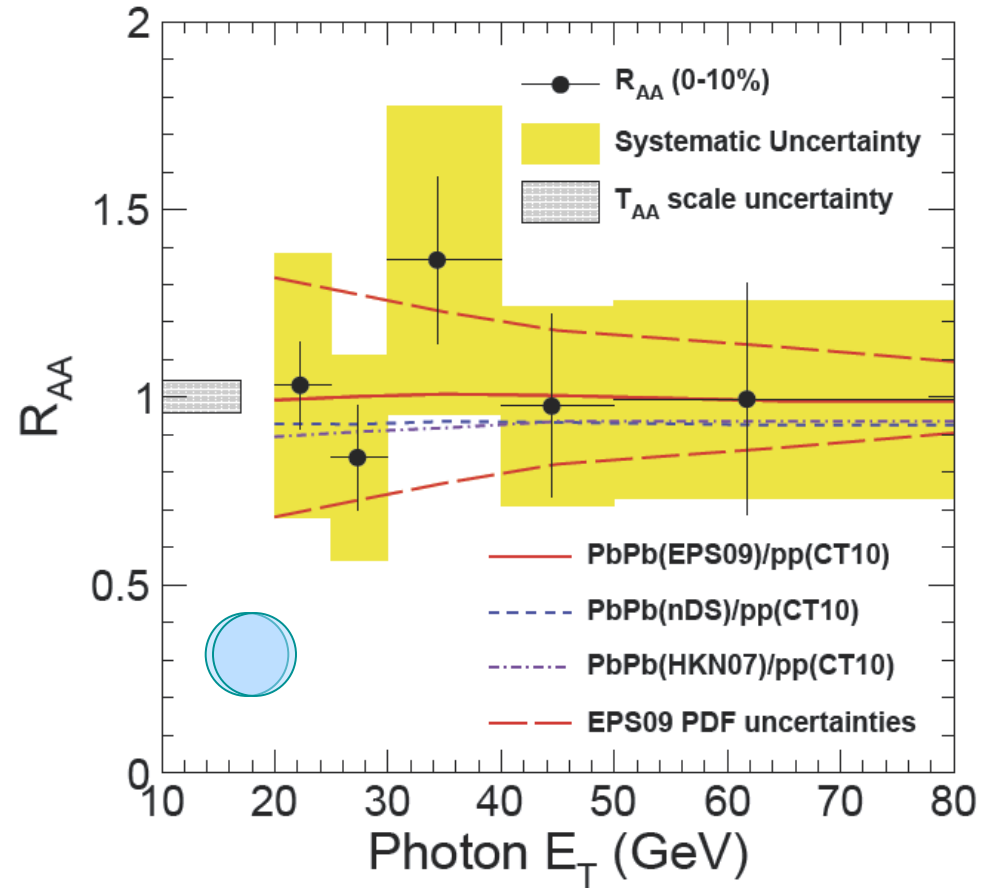 2
1.5
1
0.5
0
R_AA
R_AA (0-10%)
Systematic Uncertainty
T_AA scale uncertainty
PbPb(EPS09)/pp(CT10)
PbPb(nDS)/pp(CT10)
PbPb(HKN07)/pp(CT10)
EPS09 PDF uncertainties
10 20 30 40 50 60 70 80
Photon E_T (GeV)